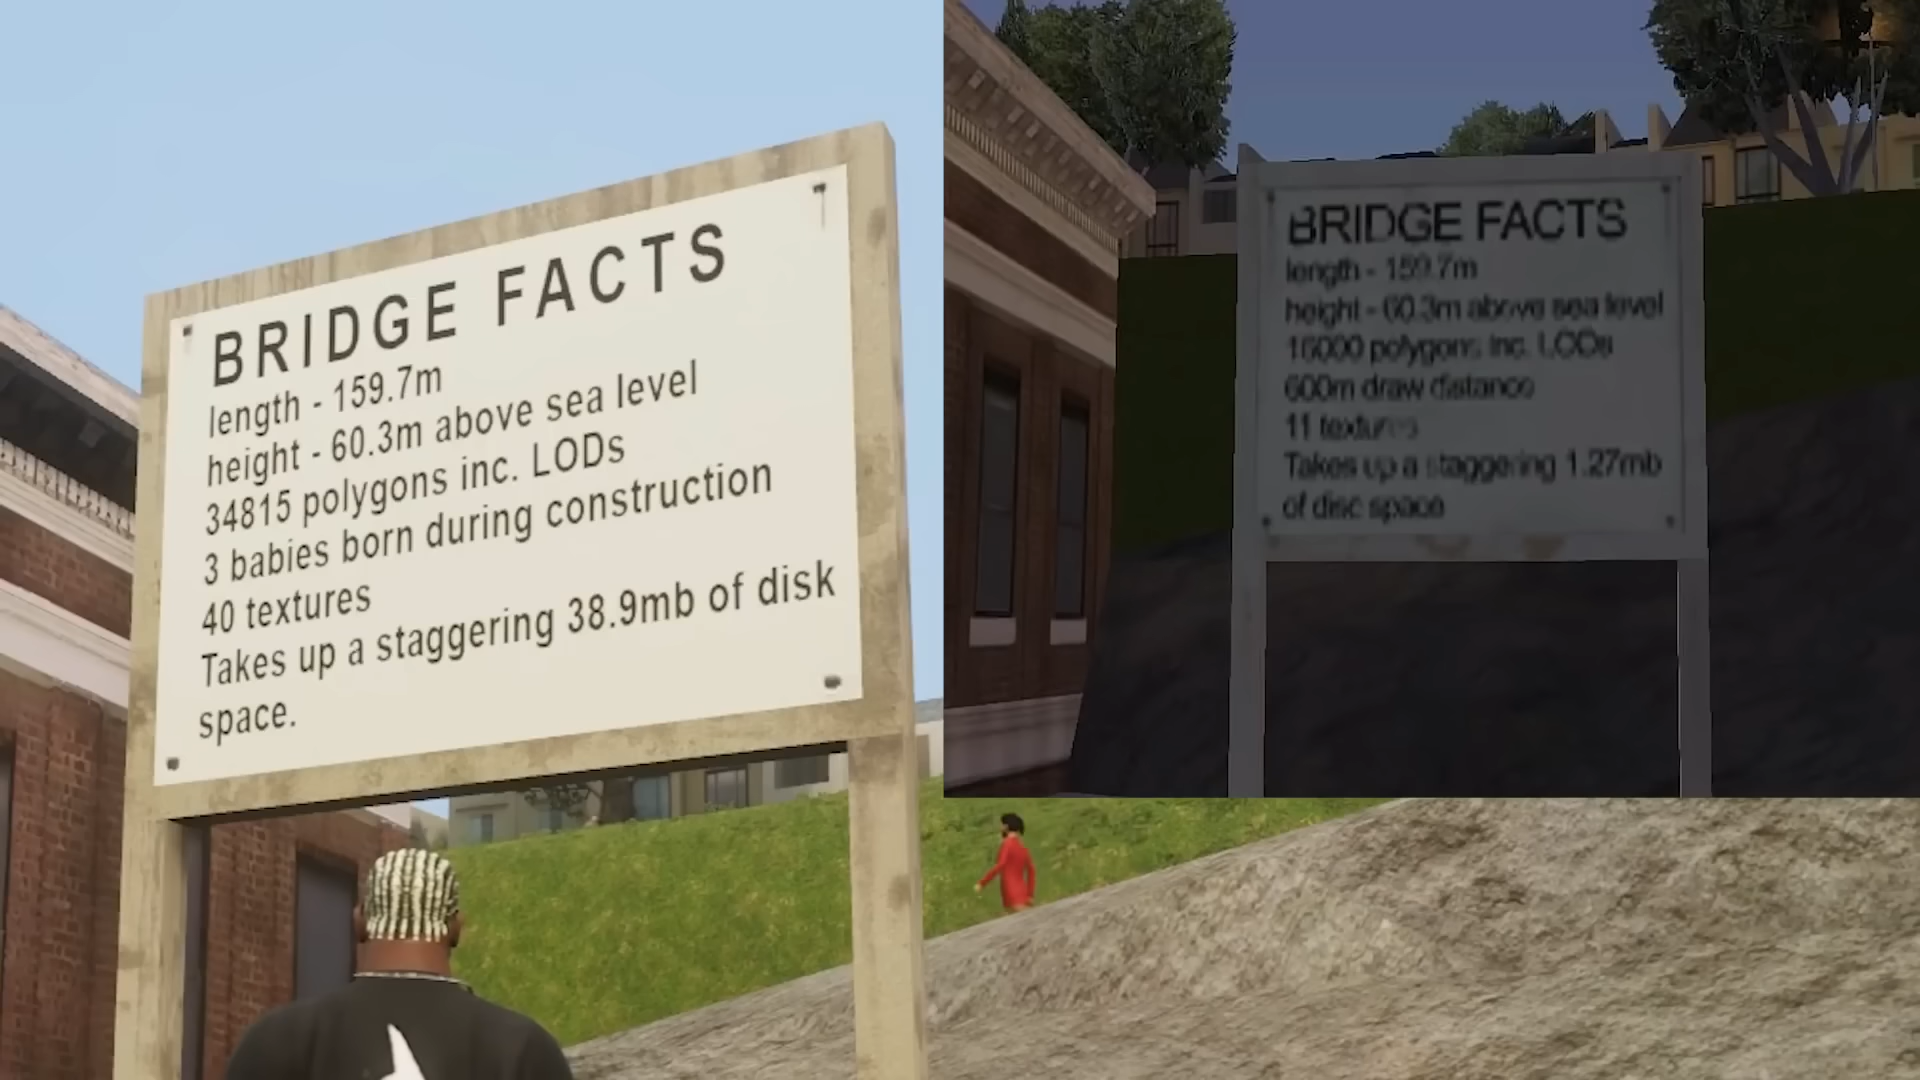 BRIDGE FACTS
length - 159.7m
height - 60.3m above sea level
34815 polygons inc. LODs
3 babies born during construction
40 textures
Takes up a staggering 38.9mb of disk
space.
BRIDGE FACTS
length - 159.7m
height - 60.3m above sea level
16000 polygons inc. LODs
600m draw distance
11 textures
Takes up a staggering 1.27mb
of disc space